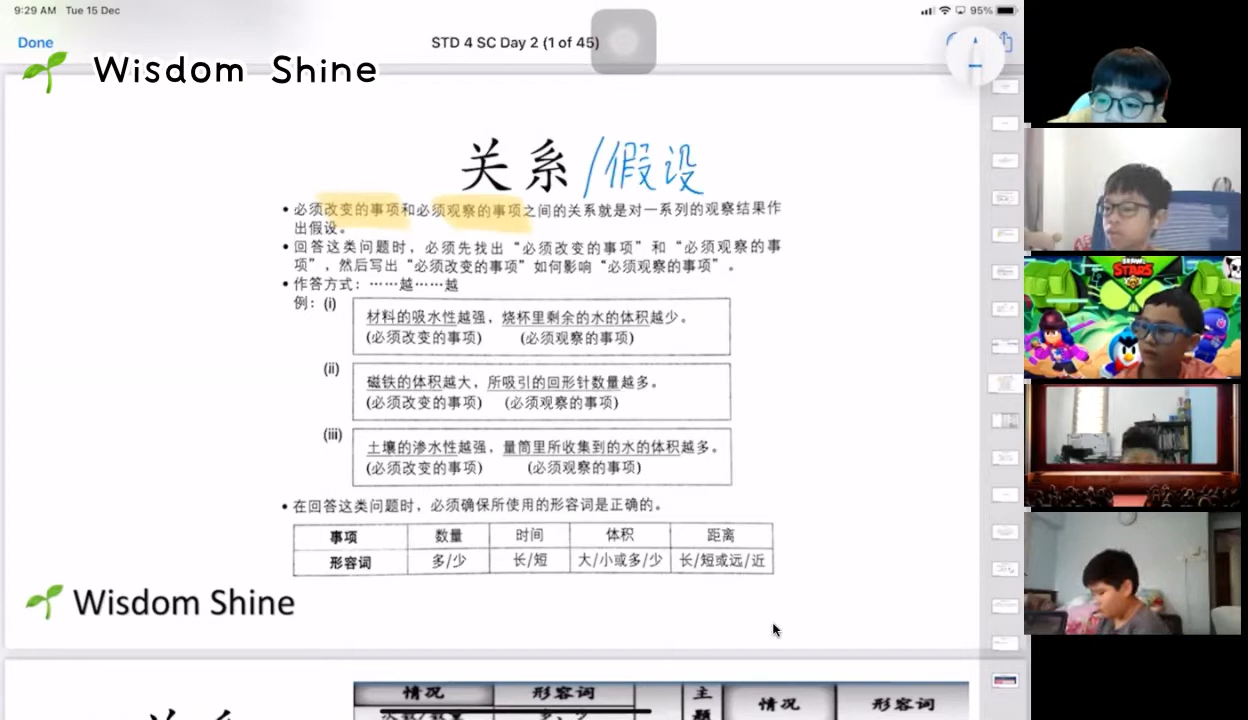 9:29 AM Tue 15 Dec
95%
Done
STD 4 SC Day 2 (1 of 45)
Wisdom Shine
关系/假设
• 必须改变的事项和必须观察的事项之间的关系就是对一系列的观察结果作
出假设。
• 回答这类问题时，必须先找出“必须改变的事项”和“必须观察的事
项”，然后写出“必须改变的事项”如何影响“必须观察的事项”。
• 作答方式：……越……越
例：(i)
材料的吸水性越强，烧杯里剩余的水的体积越少。
(必须改变的事项) (必须观察的事项)
(ii)
磁铁的体积越大，所吸引的回形针数量越多。
(必须改变的事项) (必须观察的事项)
(iii)
土壤的渗水性越强，量筒里所收集到的水的体积越多。
(必须改变的事项) (必须观察的事项)
• 在回答这类问题时，必须确保所使用的形容词是正确的。
事项 数量 时间 体积 距离
形容词 多/少 长/短 大/小或多/少 长/短或远/近
Wisdom Shine
情况 形容词 主题 情况 形容词
BRAWL
STARS